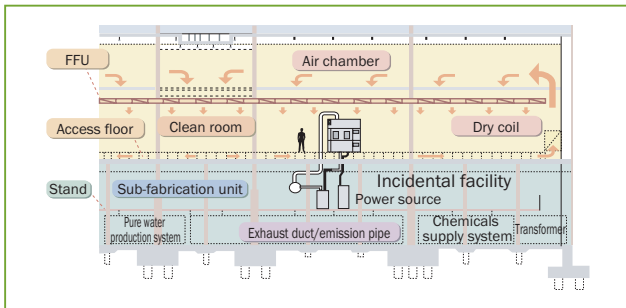 FFU
Air chamber
Access floor
Clean room
Dry coil
Stand
Sub-fabrication unit
Incidental facility
Power source
Pure water
production system
Exhaust duct/emission pipe
Chemicals
supply system
Transformer